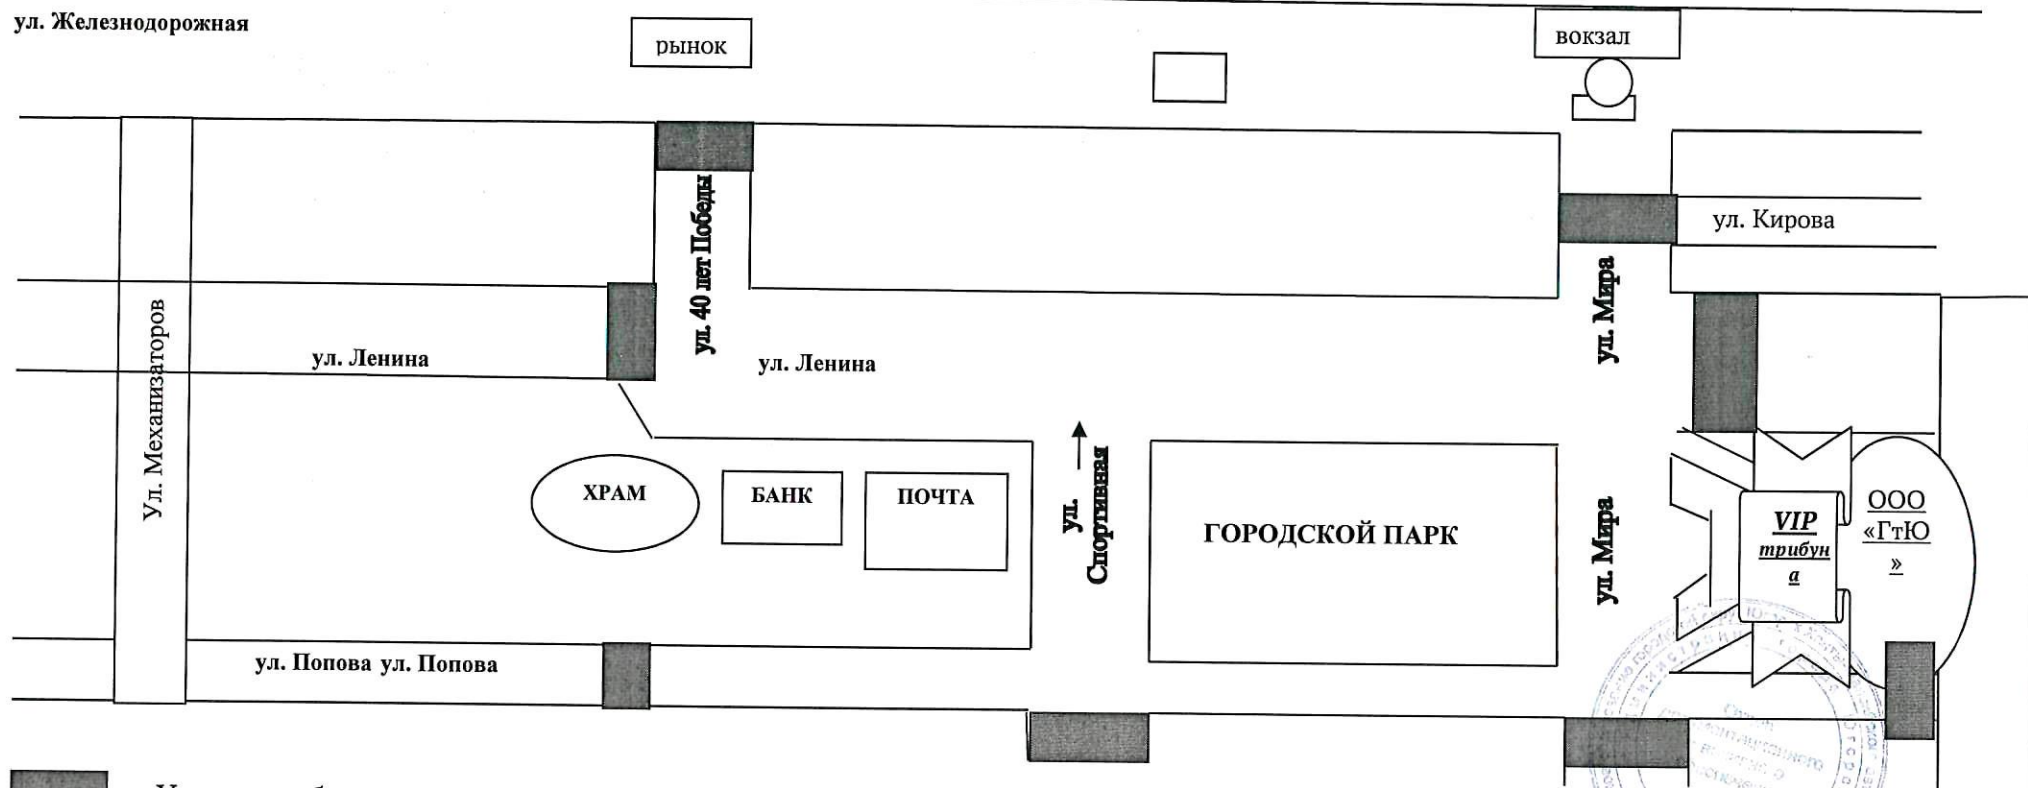 ул. Железнодорожная
рынок
вокзал
ул. 40 лет Победы
ул. Кирова
ул. Мира
Ул. Механизаторов
ул. Ленина
ул. Ленина
ХРАМ
БАНК
ПОЧТА
ул.
Спортивная
ГОРОДСКОЙ ПАРК
ул. Мира
VIP
трибун
а
ООО
«ГтЮ
»
ул. Попова ул. Попова